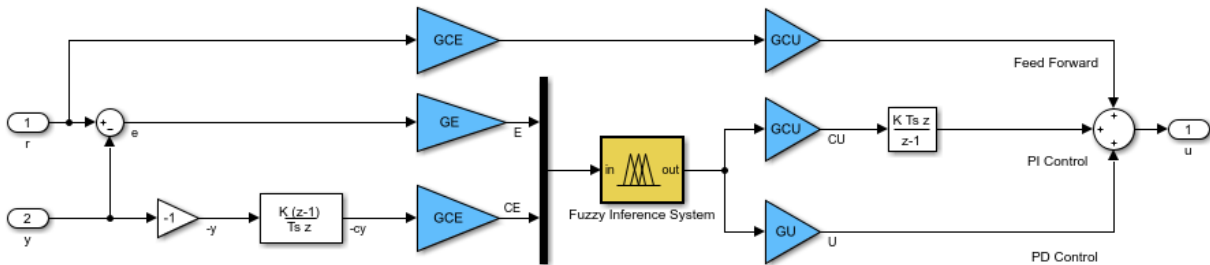 GCE
GCU
Feed Forward
1
r
+
−
e
GE
E
in
out
Fuzzy Inference System
GCU
CU
K Ts z
z-1
PI Control
+
+
+
1
u
2
y
-1
-y
K (z-1)
Ts z
-cy
GCE
CE
GU
U
PD Control